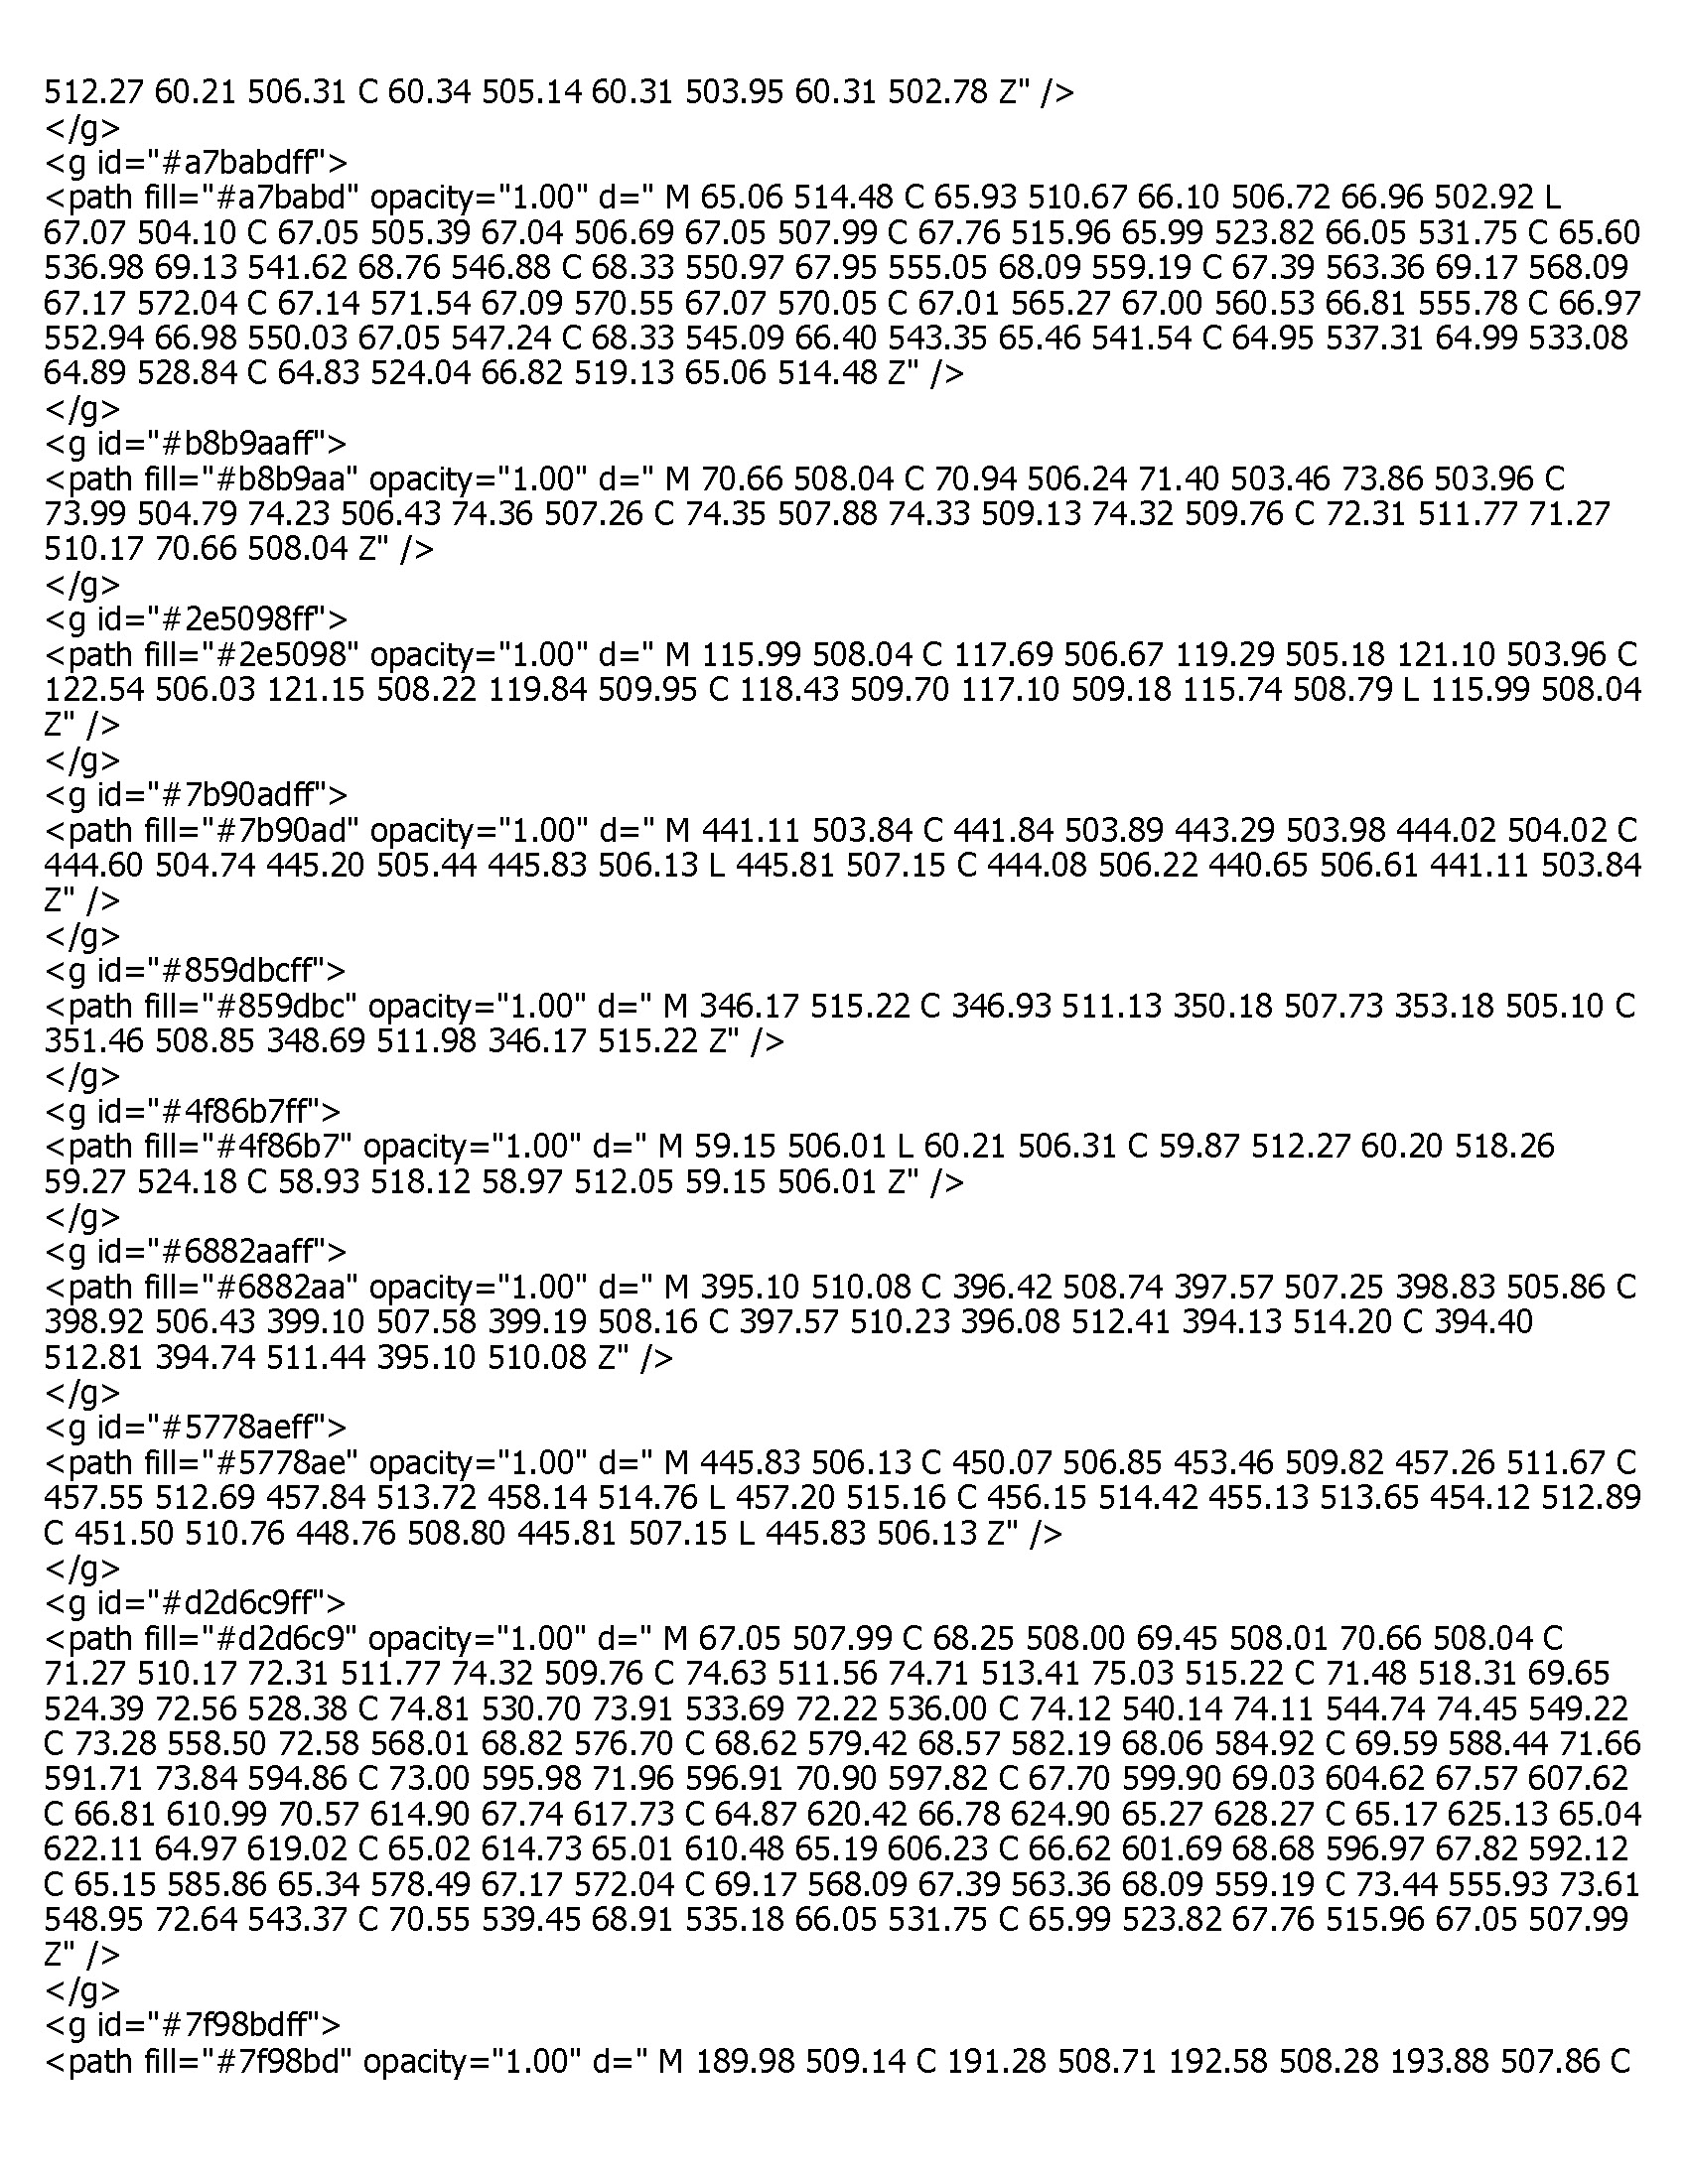 512.27 60.21 506.31 C 60.34 505.14 60.31 503.95 60.31 502.78 Z" />
</g>
<g id="#a7babdff">
<path fill="#a7babd" opacity="1.00" d=" M 65.06 514.48 C 65.93 510.67 66.10 506.72 66.96 502.92 L
67.07 504.10 C 67.05 505.39 67.04 506.69 67.05 507.99 C 67.76 515.96 65.99 523.82 66.05 531.75 C 65.60
536.98 69.13 541.62 68.76 546.88 C 68.33 550.97 67.95 555.05 68.09 559.19 C 67.39 563.36 69.17 568.09
67.17 572.04 C 67.14 571.54 67.09 570.55 67.07 570.05 C 67.01 565.27 67.00 560.53 66.81 555.78 C 66.97
552.94 66.98 550.03 67.05 547.24 C 68.33 545.09 66.40 543.35 65.46 541.54 C 64.95 537.31 64.99 533.08
64.89 528.84 C 64.83 524.04 66.82 519.13 65.06 514.48 Z" />
</g>
<g id="#b8b9aaff">
<path fill="#b8b9aa" opacity="1.00" d=" M 70.66 508.04 C 70.94 506.24 71.40 503.46 73.86 503.96 C
73.99 504.79 74.23 506.43 74.36 507.26 C 74.35 507.88 74.33 509.13 74.32 509.76 C 72.31 511.77 71.27
510.17 70.66 508.04 Z" />
</g>
<g id="#2e5098ff">
<path fill="#2e5098" opacity="1.00" d=" M 115.99 508.04 C 117.69 506.67 119.29 505.18 121.10 503.96 C
122.54 506.03 121.15 508.22 119.84 509.95 C 118.43 509.70 117.10 509.18 115.74 508.79 L 115.99 508.04
Z" />
</g>
<g id="#7b90adff">
<path fill="#7b90ad" opacity="1.00" d=" M 441.11 503.84 C 441.84 503.89 443.29 503.98 444.02 504.02 C
444.60 504.74 445.20 505.44 445.83 506.13 L 445.81 507.15 C 444.08 506.22 440.65 506.61 441.11 503.84
Z" />
</g>
<g id="#859dbcff">
<path fill="#859dbc" opacity="1.00" d=" M 346.17 515.22 C 346.93 511.13 350.18 507.73 353.18 505.10 C
351.46 508.85 348.69 511.98 346.17 515.22 Z" />
</g>
<g id="#4f86b7ff">
<path fill="#4f86b7" opacity="1.00" d=" M 59.15 506.01 L 60.21 506.31 C 59.87 512.27 60.20 518.26
59.27 524.18 C 58.93 518.12 58.97 512.05 59.15 506.01 Z" />
</g>
<g id="#6882aaff">
<path fill="#6882aa" opacity="1.00" d=" M 395.10 510.08 C 396.42 508.74 397.57 507.25 398.83 505.86 C
398.92 506.43 399.10 507.58 399.19 508.16 C 397.57 510.23 396.08 512.41 394.13 514.20 C 394.40
512.81 394.74 511.44 395.10 510.08 Z" />
</g>
<g id="#5778aeff">
<path fill="#5778ae" opacity="1.00" d=" M 445.83 506.13 C 450.07 506.85 453.46 509.82 457.26 511.67 C
457.55 512.69 457.84 513.72 458.14 514.76 L 457.20 515.16 C 456.15 514.42 455.13 513.65 454.12 512.89
C 451.50 510.76 448.76 508.80 445.81 507.15 L 445.83 506.13 Z" />
</g>
<g id="#d2d6c9ff">
<path fill="#d2d6c9" opacity="1.00" d=" M 67.05 507.99 C 68.25 508.00 69.45 508.01 70.66 508.04 C
71.27 510.17 72.31 511.77 74.32 509.76 C 74.63 511.56 74.71 513.41 75.03 515.22 C 71.48 518.31 69.65
524.39 72.56 528.38 C 74.81 530.70 73.91 533.69 72.22 536.00 C 74.12 540.14 74.11 544.74 74.45 549.22
C 73.28 558.50 72.58 568.01 68.82 576.70 C 68.62 579.42 68.57 582.19 68.06 584.92 C 69.59 588.44 71.66
591.71 73.84 594.86 C 73.00 595.98 71.96 596.91 70.90 597.82 C 67.70 599.90 69.03 604.62 67.57 607.62
C 66.81 610.99 70.57 614.90 67.74 617.73 C 64.87 620.42 66.78 624.90 65.27 628.27 C 65.17 625.13 65.04
622.11 64.97 619.02 C 65.02 614.73 65.01 610.48 65.19 606.23 C 66.62 601.69 68.68 596.97 67.82 592.12
C 65.15 585.86 65.34 578.49 67.17 572.04 C 69.17 568.09 67.39 563.36 68.09 559.19 C 73.44 555.93 73.61
548.95 72.64 543.37 C 70.55 539.45 68.91 535.18 66.05 531.75 C 65.99 523.82 67.76 515.96 67.05 507.99
Z" />
</g>
<g id="#7f98bdff">
<path fill="#7f98bd" opacity="1.00" d=" M 189.98 509.14 C 191.28 508.71 192.58 508.28 193.88 507.86 C